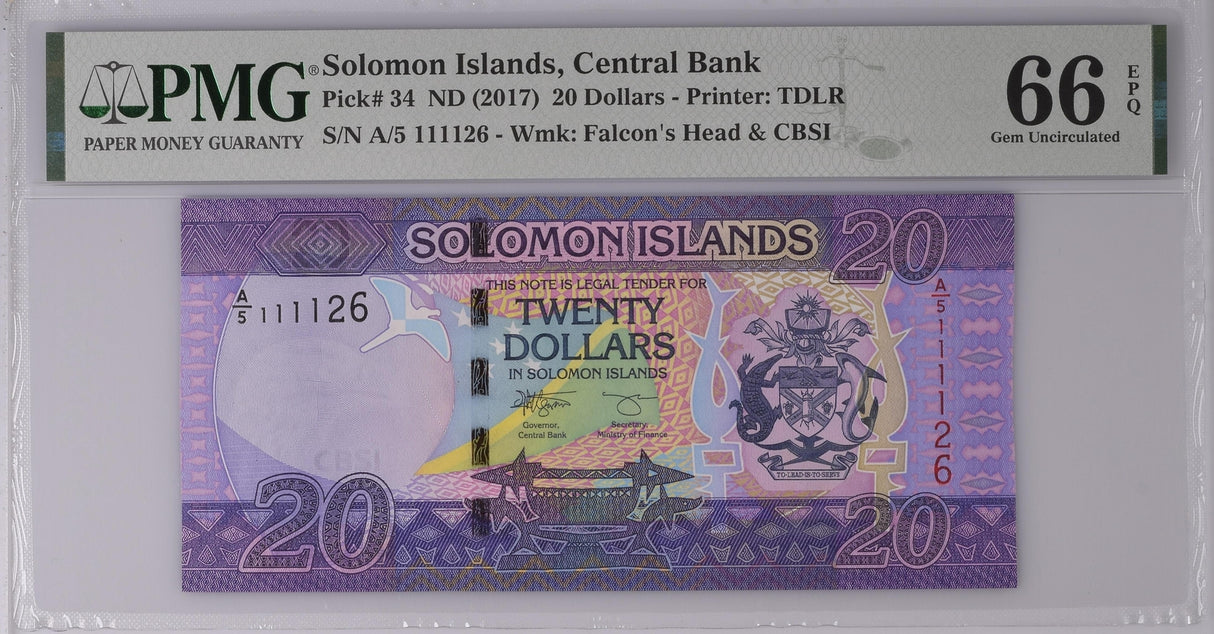 PMG®
PAPER MONEY GUARANTY
Solomon Islands, Central Bank
Pick# 34 ND (2017) 20 Dollars - Printer: TDLR
S/N A/5 111126 - Wmk: Falcon's Head & CBSI
66
EPQ
Gem Uncirculated
SOLOMON ISLANDS
20
A/5 111126
THIS NOTE IS LEGAL TENDER FOR
TWENTY
DOLLARS
IN SOLOMON ISLANDS
Governor,
Central Bank
Secretary,
Ministry of Finance
A/5 111126
CBSI
TO-LEAD-IS-TO-SERVE
20
20